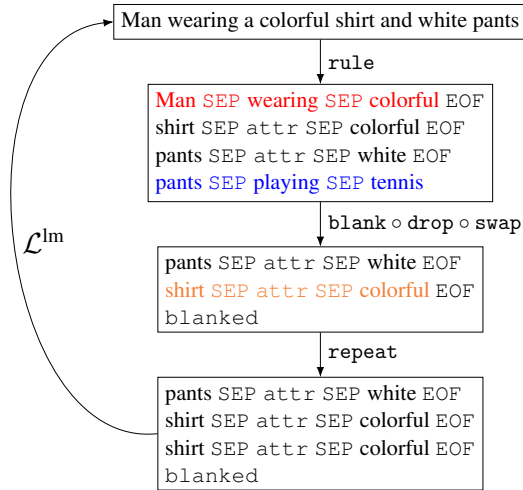 Man wearing a colorful shirt and white pants
rule
Man SEP wearing SEP colorful EOF
shirt SEP attr SEP colorful EOF
pants SEP attr SEP white EOF
pants SEP playing SEP tennis
blank ∘ drop ∘ swap
ℒlm
pants SEP attr SEP white EOF
shirt SEP attr SEP colorful EOF
blanked
repeat
pants SEP attr SEP white EOF
shirt SEP attr SEP colorful EOF
shirt SEP attr SEP colorful EOF
blanked